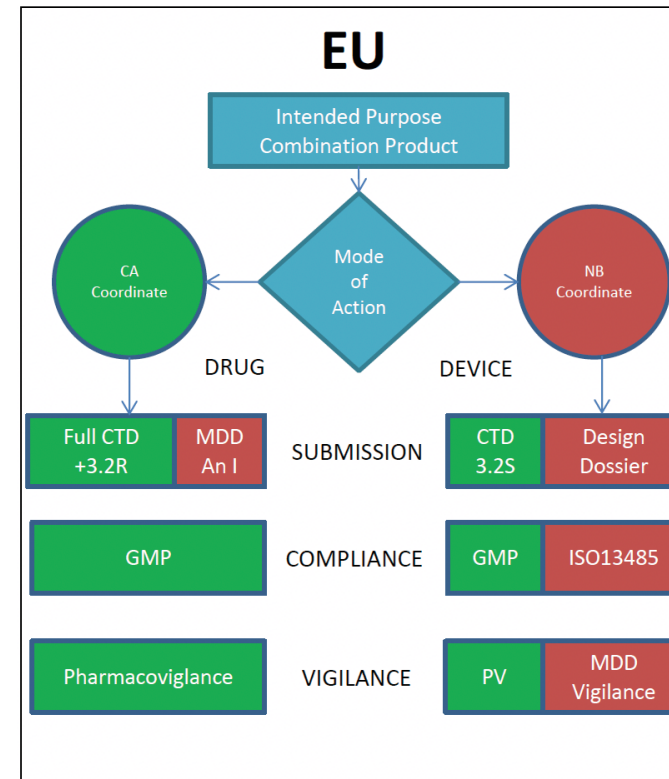 EU
Intended Purpose
Combination Product
Mode
of
Action
CA
Coordinate
NB
Coordinate
DRUG
DEVICE
Full CTD
+3.2R
MDD
An I
SUBMISSION
CTD
3.2S
Design
Dossier
GMP
COMPLIANCE
GMP
ISO13485
Pharmacoviglance
VIGILANCE
PV
MDD
Vigilance